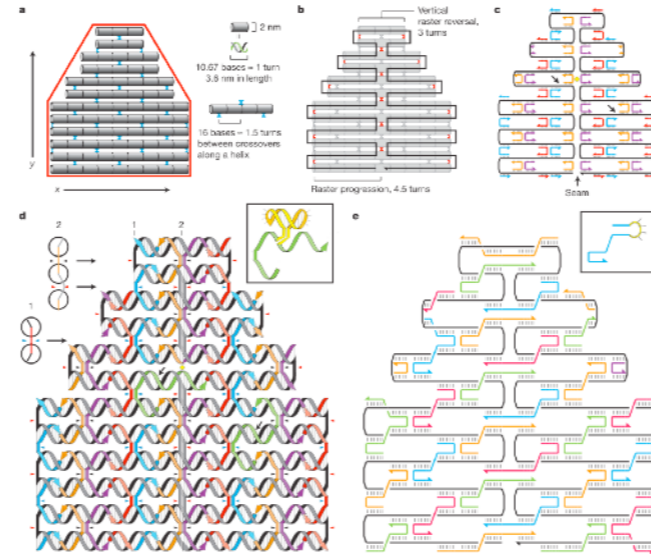 a
2 nm
10.67 bases = 1 turn
3.6 nm in length
16 bases = 1.5 turns
between crossovers
along a helix
y
x
b
Vertical
raster reversal,
3 turns
Raster progression, 4.5 turns
c
Seam
d
2
1
2
1
e